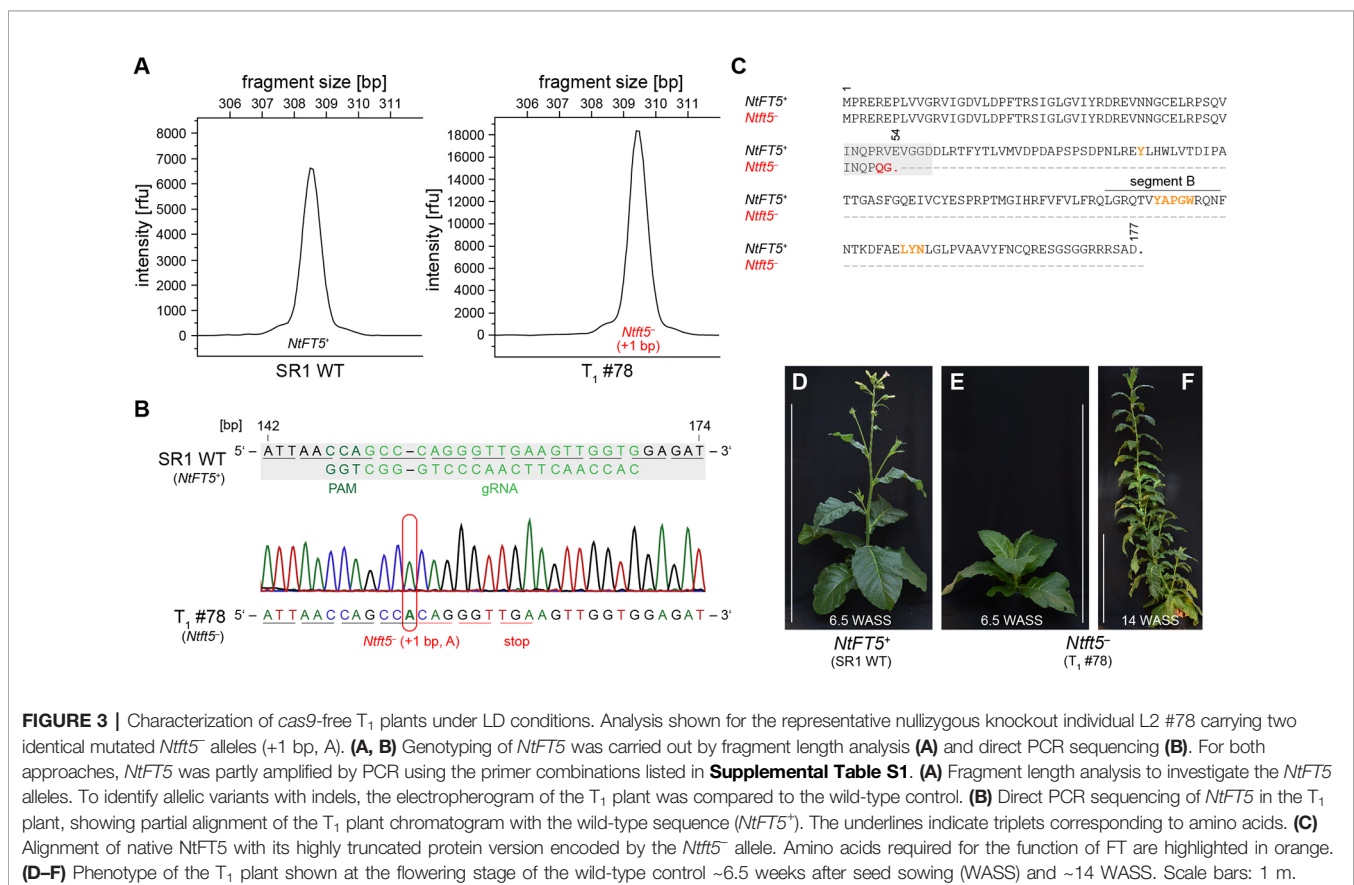 A
fragment size [bp]
306 307 308 309 310 311
8000
7000
6000
5000
4000
3000
2000
1000
0
intensity [rfu]
NtFT5+
SR1 WT
fragment size [bp]
306 307 308 309 310 311
18000
16000
14000
12000
10000
8000
6000
4000
2000
0
intensity [rfu]
Ntft5–
(+1 bp)
T1 #78
B
[bp] 142 174
SR1 WT 5‘ – ATTAACCAGCC–CAGGGTTGAAGTTGGTGGAGAT – 3‘
(NtFT5+) GGTCGG–GTCCCAACTTCAACCAC
PAM gRNA
T1 #78 5‘ – ATTAACCAGCCACAGGGTTGAAGTTGGTGGAGAT – 3‘
(Ntft5–)
Ntft5– (+1 bp, A) stop
C
1
NtFT5+ MPREREPLVVGRVIGDVLDPFTRSIGLGVIYRDREVNNGCELRPSQV
Ntft5– MPREREPLVVGRVIGDVLDPFTRSIGLGVIYRDREVNNGCELRPSQV
54
NtFT5+ INQPRVEVGGDDLRTFYTLVMVDPDAPSPSDPNLREYLHWLVTDIPA
Ntft5– INQPQG.----------------------------------------
segment B
NtFT5+ TTGASFGQEIVCYESPRPTMGIHRFVFVLFRQLGRQTVYAPGWRQNF
Ntft5– -----------------------------------------------
177
NtFT5+ NTKDFAELYNLGLPVAAVYFNCQRESGSGGRRRSAD.
Ntft5– -------------------------------------
D
6.5 WASS
NtFT5+
(SR1 WT)
E
6.5 WASS
F
14 WASS
Ntft5–
(T1 #78)
FIGURE 3 | Characterization of cas9-free T1 plants under LD conditions. Analysis shown for the representative nullizygous knockout individual L2 #78 carrying two
identical mutated Ntft5– alleles (+1 bp, A). (A, B) Genotyping of NtFT5 was carried out by fragment length analysis (A) and direct PCR sequencing (B). For both
approaches, NtFT5 was partly amplified by PCR using the primer combinations listed in Supplemental Table S1. (A) Fragment length analysis to investigate the NtFT5
alleles. To identify allelic variants with indels, the electropherogram of the T1 plant was compared to the wild-type control. (B) Direct PCR sequencing of NtFT5 in the T1
plant, showing partial alignment of the T1 plant chromatogram with the wild-type sequence (NtFT5+). The underlines indicate triplets corresponding to amino acids. (C)
Alignment of native NtFT5 with its highly truncated protein version encoded by the Ntft5– allele. Amino acids required for the function of FT are highlighted in orange.
(D–F) Phenotype of the T1 plant shown at the flowering stage of the wild-type control ~6.5 weeks after seed sowing (WASS) and ~14 WASS. Scale bars: 1 m.